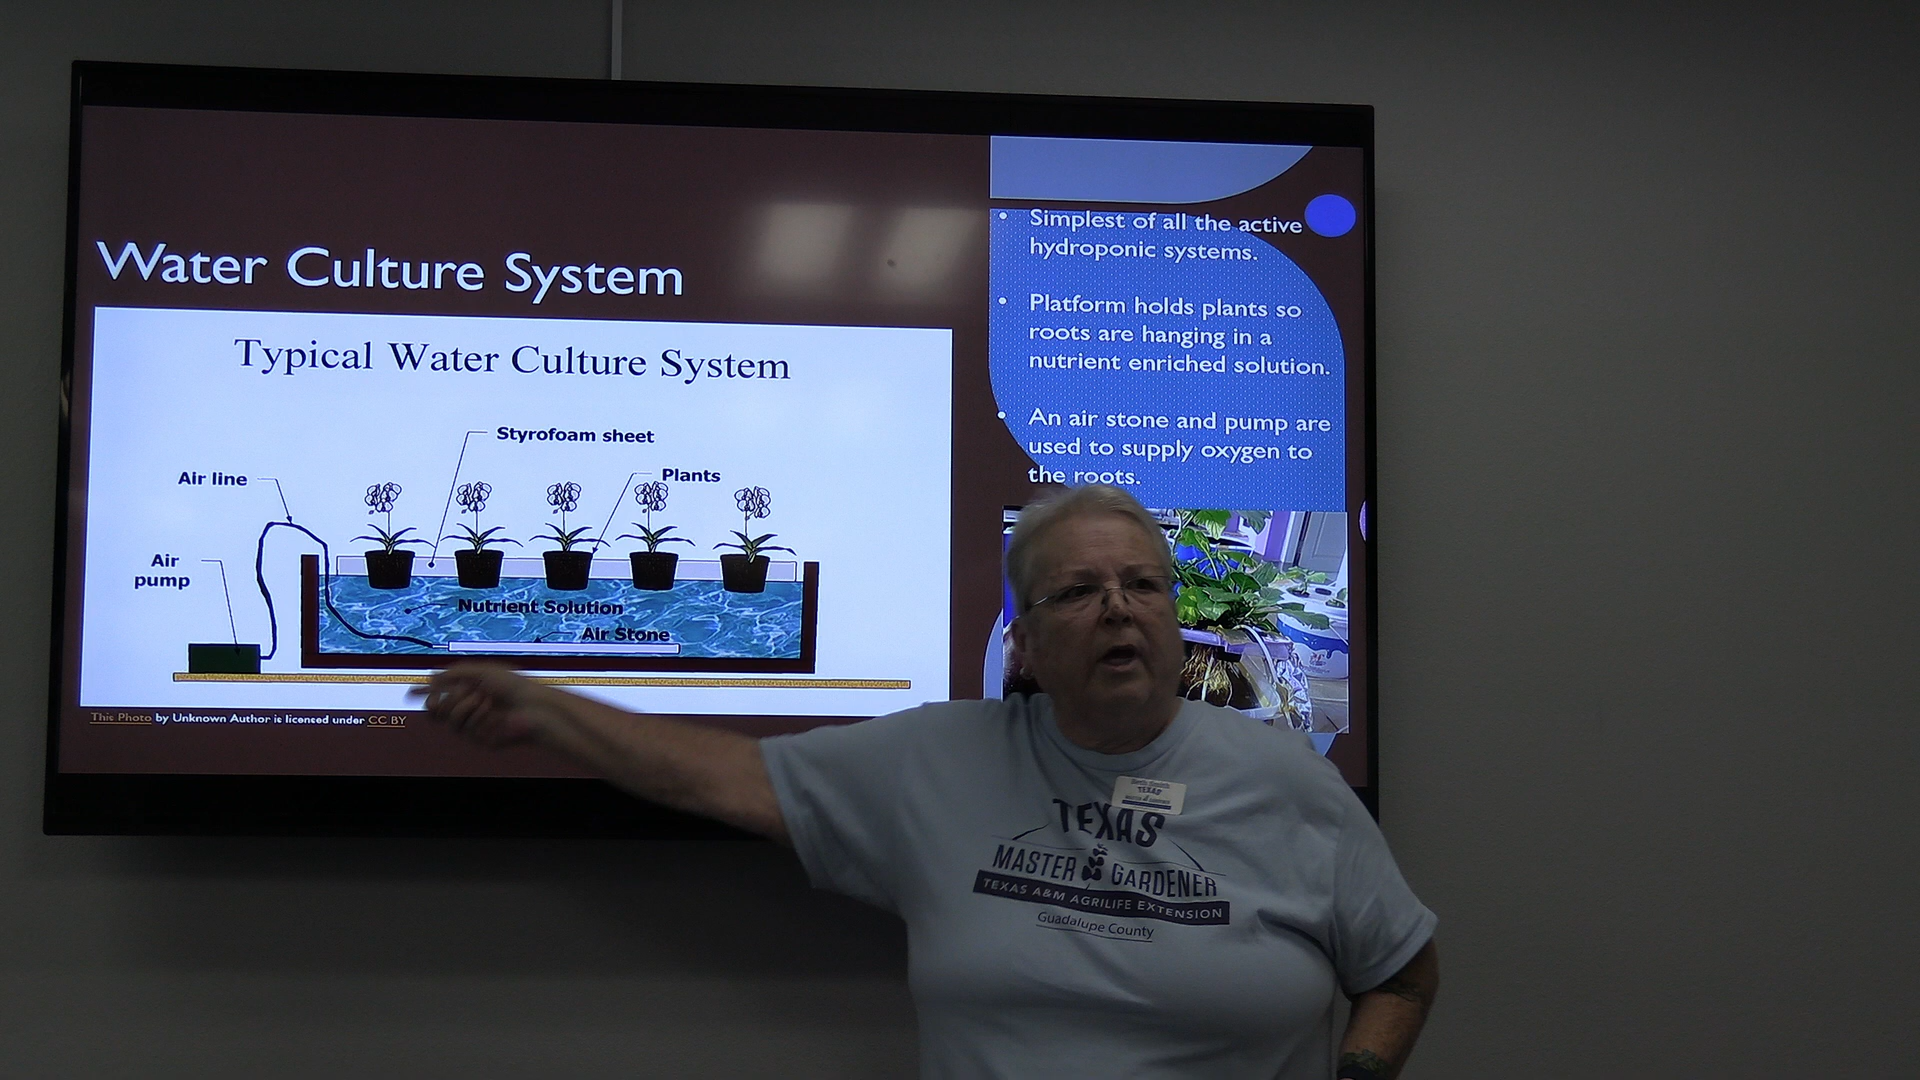 Water Culture System
Typical Water Culture System
Styrofoam sheet
Plants
Air line
Air
pump
Nutrient Solution
Air Stone
This Photo by Unknown Author is licensed under CC BY
• Simplest of all the active
hydroponic systems.
• Platform holds plants so
roots are hanging in a
nutrient enriched solution.
• An air stone and pump are
used to supply oxygen to
the roots.
TEXAS
TEXAS
MASTER GARDENER
TEXAS A&M AGRILIFE EXTENSION
Guadalupe County